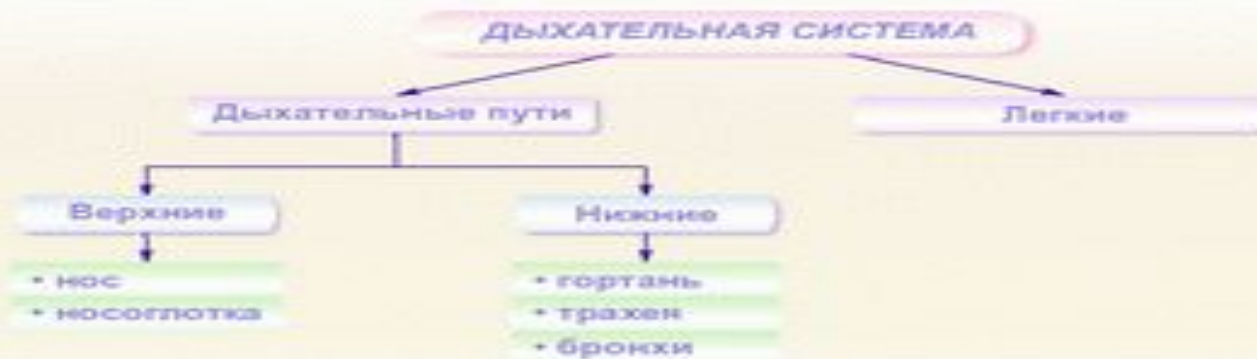 ДЫХАТЕЛЬНАЯ СИСТЕМА
Дыхательные пути
Легкие
Верхние
Нижние
• нос
• носоглотка
• гортань
• трахея
• бронхи